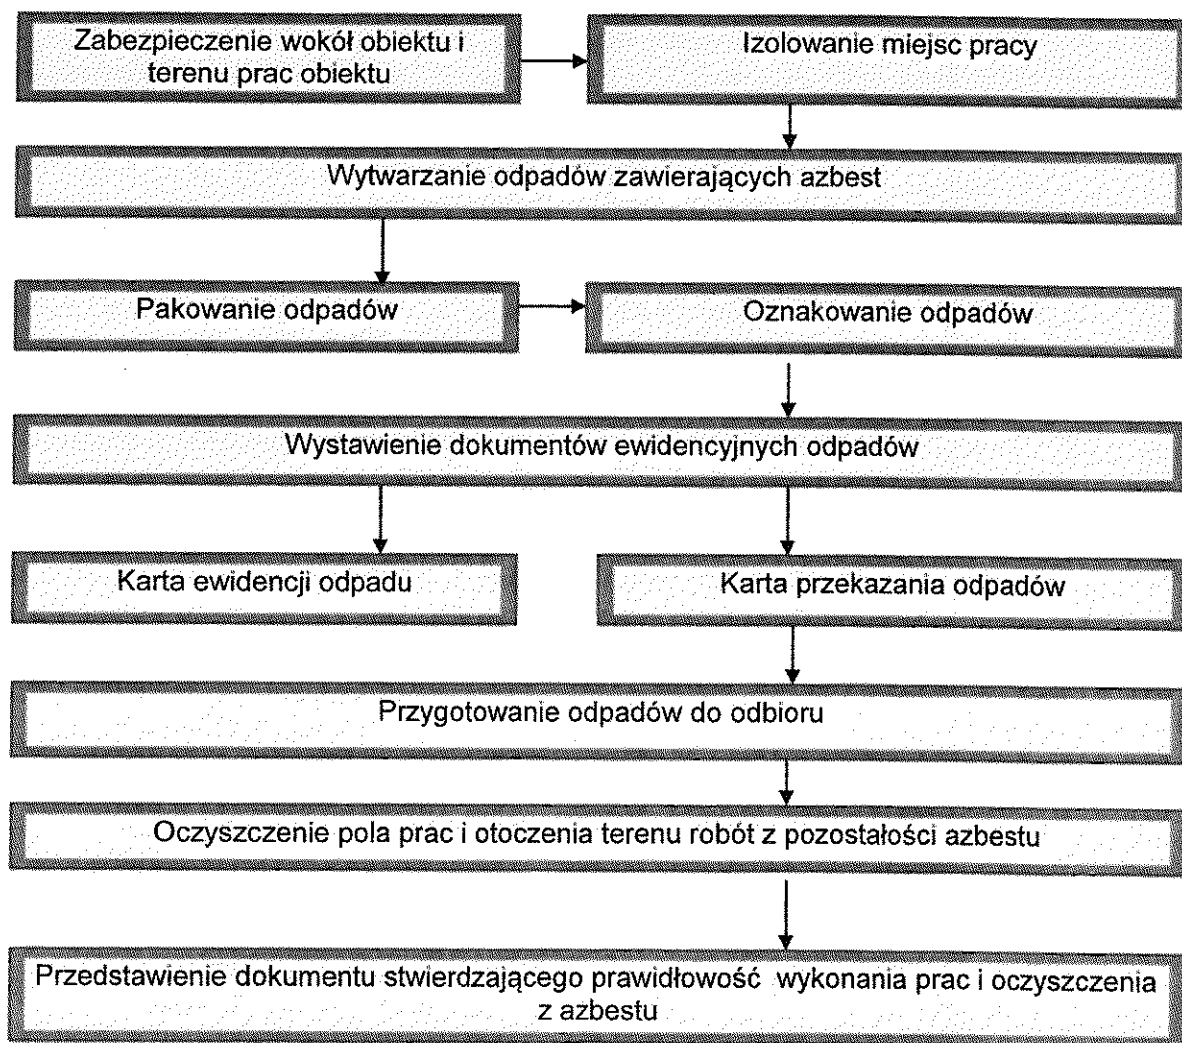 Zabezpieczenie wokół obiektu i
terenu prac obiektu
Izolowanie miejsc pracy
Wytwarzanie odpadów zawierających azbest
Pakowanie odpadów
Oznakowanie odpadów
Wystawienie dokumentów ewidencyjnych odpadów
Karta ewidencji odpadu
Karta przekazania odpadów
Przygotowanie odpadów do odbioru
Oczyszczenie pola prac i otoczenia terenu robót z pozostałości azbestu
Przedstawienie dokumentu stwierdzającego prawidłowość wykonania prac i oczyszczenia
z azbestu